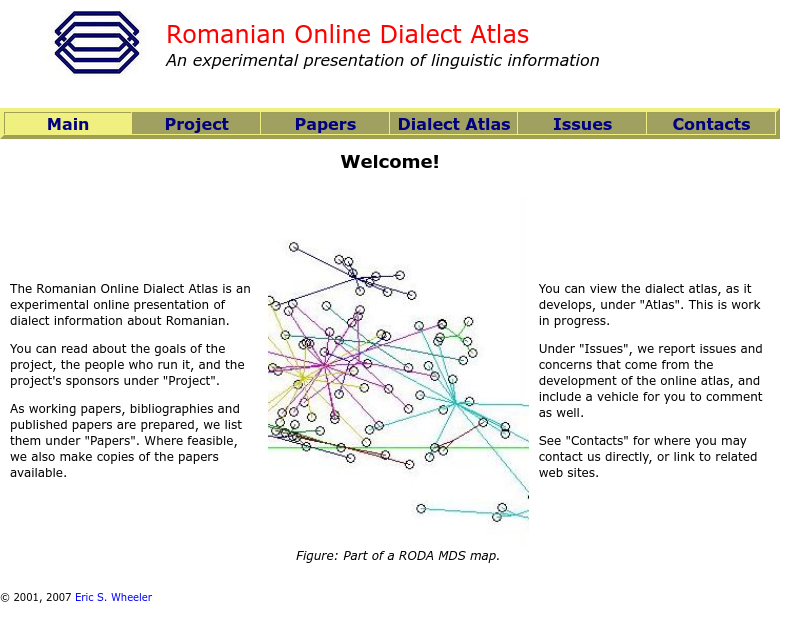 Romanian Online Dialect Atlas
An experimental presentation of linguistic information
Main Project Papers Dialect Atlas Issues Contacts
Welcome!
The Romanian Online Dialect Atlas is an
experimental online presentation of
dialect information about Romanian.
You can read about the goals of the
project, the people who run it, and the
project's sponsors under "Project".
As working papers, bibliographies and
published papers are prepared, we list
them under "Papers". Where feasible,
we also make copies of the papers
available.
Figure: Part of a RODA MDS map.
You can view the dialect atlas, as it
develops, under "Atlas". This is work
in progress.
Under "Issues", we report issues and
concerns that come from the
development of the online atlas, and
include a vehicle for you to comment
as well.
See "Contacts" for where you may
contact us directly, or link to related
web sites.
© 2001, 2007 Eric S. Wheeler